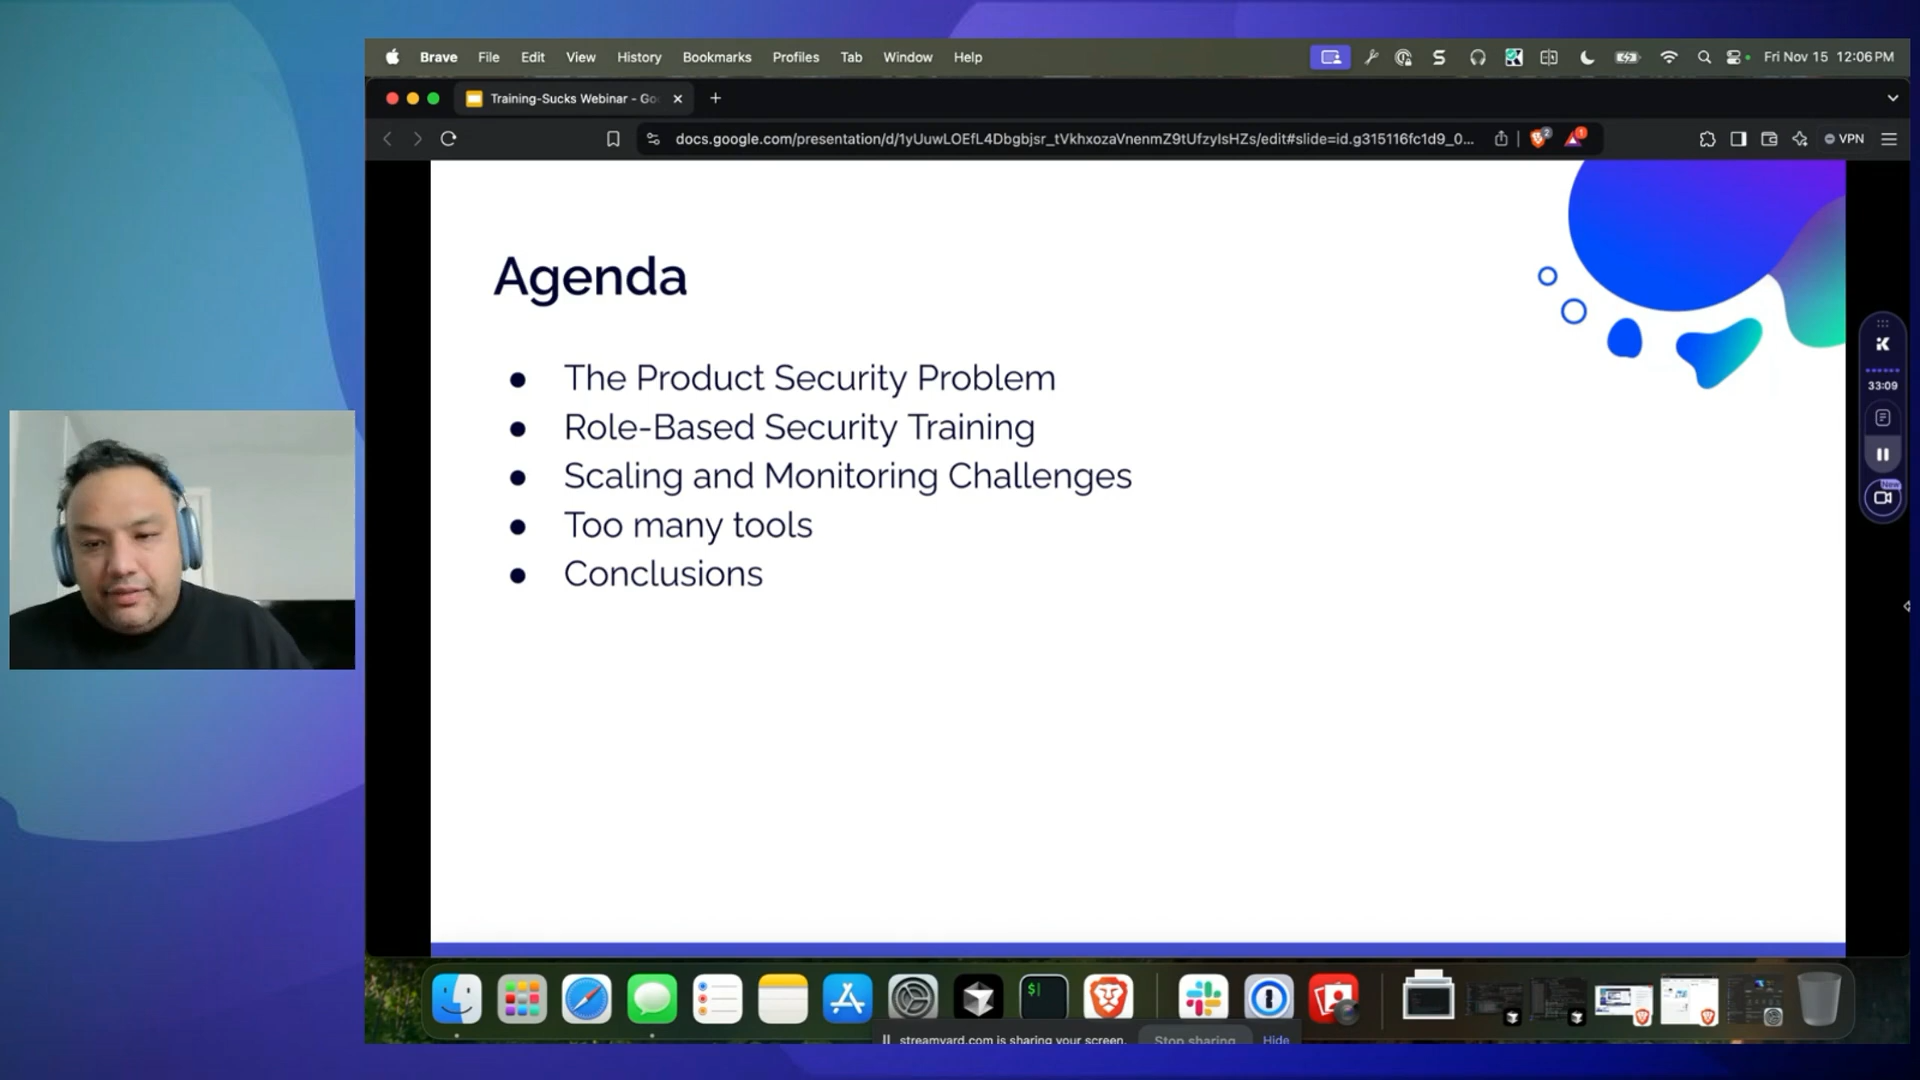 Brave File Edit View History Bookmarks Profiles Tab Window Help Fri Nov 15 12:06 PM
Training-Sucks Webinar - Go
docs.google.com/presentation/d/1yUuwLOEfL4Dbgbjsr_tVkhxozaVnenmZ9tUfzyIsHZs/edit#slide=id.g315116fc1d9_0... 2 1 VPN
Agenda
● The Product Security Problem
● Role-Based Security Training
● Scaling and Monitoring Challenges
● Too many tools
● Conclusions
33:09
New
streamyard.com is sharing your screen. Stop sharing Hide